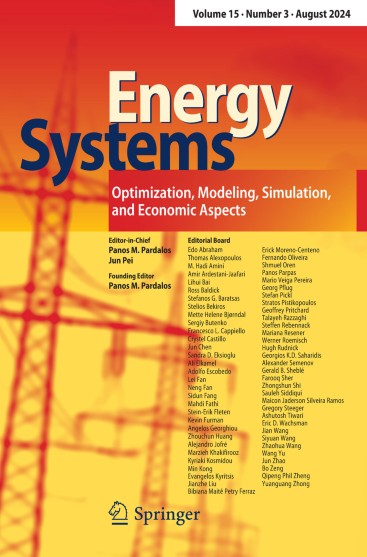 Volume 15 · Number 3 · August 2024
Energy
Systems
Optimization, Modeling, Simulation,
and Economic Aspects
Editor-in-Chief
Panos M. Pardalos
Jun Pei
Founding Editor
Panos M. Pardalos
Editorial Board
Edo Abraham
Thomas Alexopoulos
M. Hadi Amini
Amir Ardestani-Jaafari
Lihui Bai
Ross Baldick
Stefanos G. Baratsas
Stelios Bekiros
Mette Helene Bjørndal
Sergiy Butenko
Francesco L. Cappiello
Crystel Castillo
Jun Chen
Sandra D. Eksioglu
Ali Ekamel
Adolfo Escobedo
Lei Fan
Neng Fan
Sidun Fang
Mahdi Fathi
Stein-Erik Fleten
Kevin Furman
Angelos Georghiou
Zhouchun Huang
Alejandro Jofré
Marzieh Khakifirooz
Kyriaki Kosmidou
Min Kong
Evangelos Kyritsis
Jianzhe Liu
Bibiana Maitê Petry Ferraz
Erick Moreno-Centeno
Fernando Oliveira
Shmuel Oren
Panos Parpas
Mario Veiga Pereira
Georg Pflug
Stefan Pickl
Stratos Pistikopoulos
Geoffrey Pritchard
Talayeh Razzaghi
Steffen Rebennack
Mariana Resener
Werner Roemisch
Hugh Rudnick
Georgios K.D. Saharidis
Alexander Semenov
Gerald B. Sheblé
Farooq Sher
Zhongshun Shi
Sauleh Siddiqui
Maicon Jaderson Silveira Ramos
Gregory Steeger
Ashutosh Tiwari
Eric D. Wachsman
Jian Wang
Siyuan Wang
Zhaohua Wang
Wang Yu
Jun Zhao
Bo Zeng
Qipeng Phil Zheng
Yuanguang Zhong
Springer